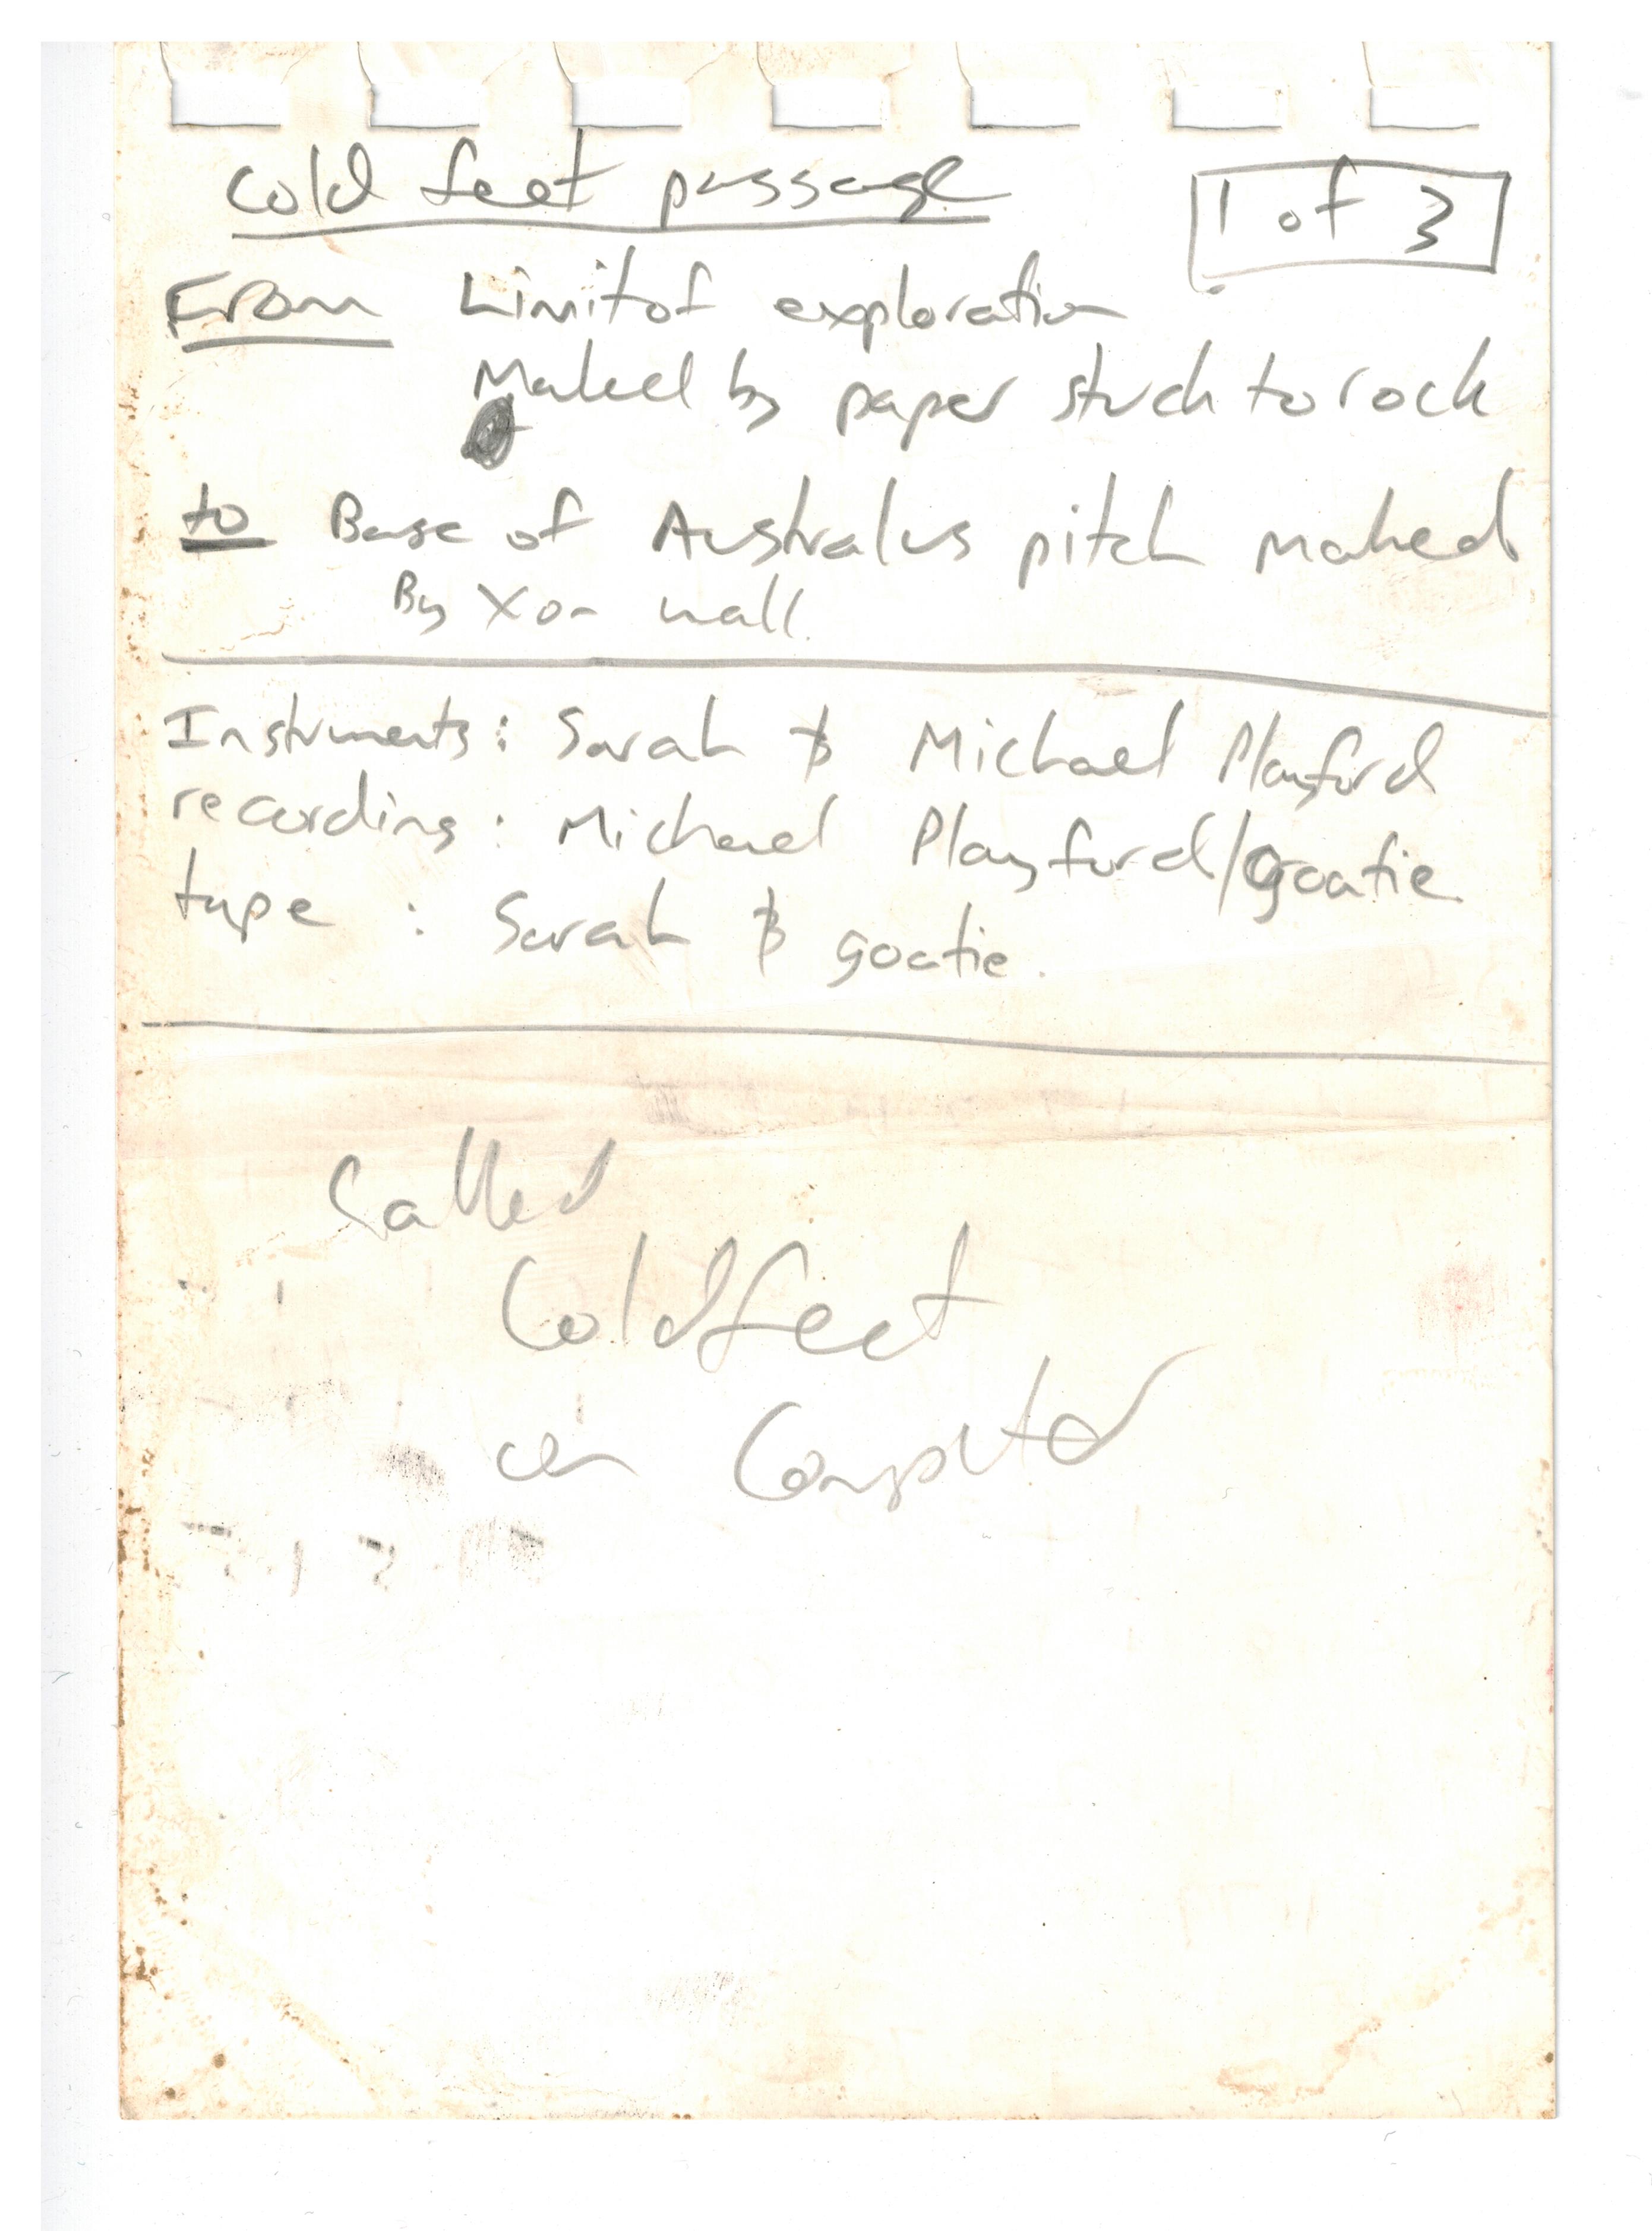 Cold feet passage
1 of 3
From Limit of exploration
Maked by paper stuck to rock
to Base of Australus pitch maked
By X on wall.
Instruments: Sarah & Michael Playford
recording: Michael Playford/goatie
tape : Sarah & goatie.
Called
Coldfeet
on Computer